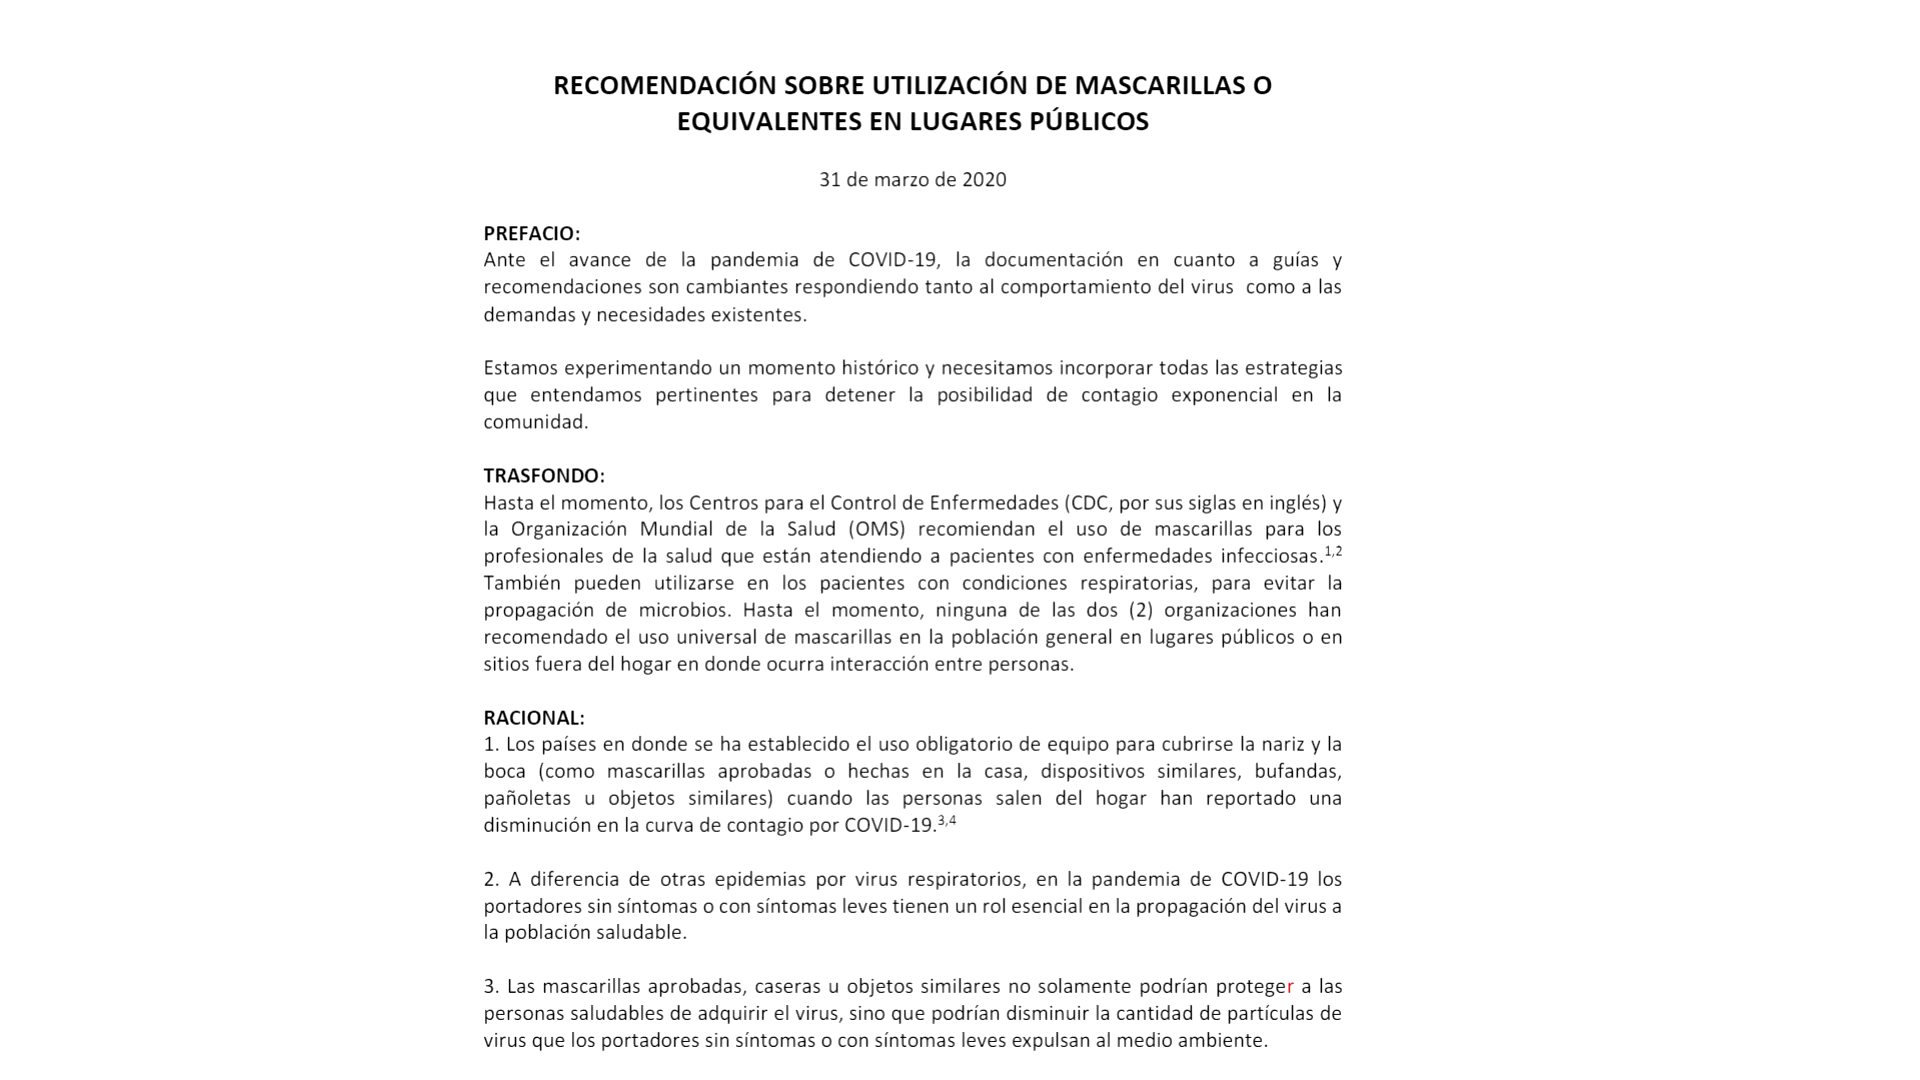 RECOMENDACIÓN SOBRE UTILIZACIÓN DE MASCARILLAS O
EQUIVALENTES EN LUGARES PÚBLICOS
31 de marzo de 2020
PREFACIO:
Ante el avance de la pandemia de COVID-19, la documentación en cuanto a guías y
recomendaciones son cambiantes respondiendo tanto al comportamiento del virus  como a las
demandas y necesidades existentes.
Estamos experimentando un momento histórico y necesitamos incorporar todas las estrategias
que entendamos pertinentes para detener la posibilidad de contagio exponencial en la
comunidad.
TRASFONDO:
Hasta el momento, los Centros para el Control de Enfermedades (CDC, por sus siglas en inglés) y
la Organización Mundial de la Salud (OMS) recomiendan el uso de mascarillas para los
profesionales de la salud que están atendiendo a pacientes con enfermedades infecciosas.1,2
También pueden utilizarse en los pacientes con condiciones respiratorias, para evitar la
propagación de microbios. Hasta el momento, ninguna de las dos (2) organizaciones han
recomendado el uso universal de mascarillas en la población general en lugares públicos o en
sitios fuera del hogar en donde ocurra interacción entre personas.
RACIONAL:
1. Los países en donde se ha establecido el uso obligatorio de equipo para cubrirse la nariz y la
boca (como mascarillas aprobadas o hechas en la casa, dispositivos similares, bufandas,
pañoletas u objetos similares) cuando las personas salen del hogar han reportado una
disminución en la curva de contagio por COVID-19.3,4
2. A diferencia de otras epidemias por virus respiratorios, en la pandemia de COVID-19 los
portadores sin síntomas o con síntomas leves tienen un rol esencial en la propagación del virus a
la población saludable.
3. Las mascarillas aprobadas, caseras u objetos similares no solamente podrían proteger a las
personas saludables de adquirir el virus, sino que podrían disminuir la cantidad de partículas de
virus que los portadores sin síntomas o con síntomas leves expulsan al medio ambiente.